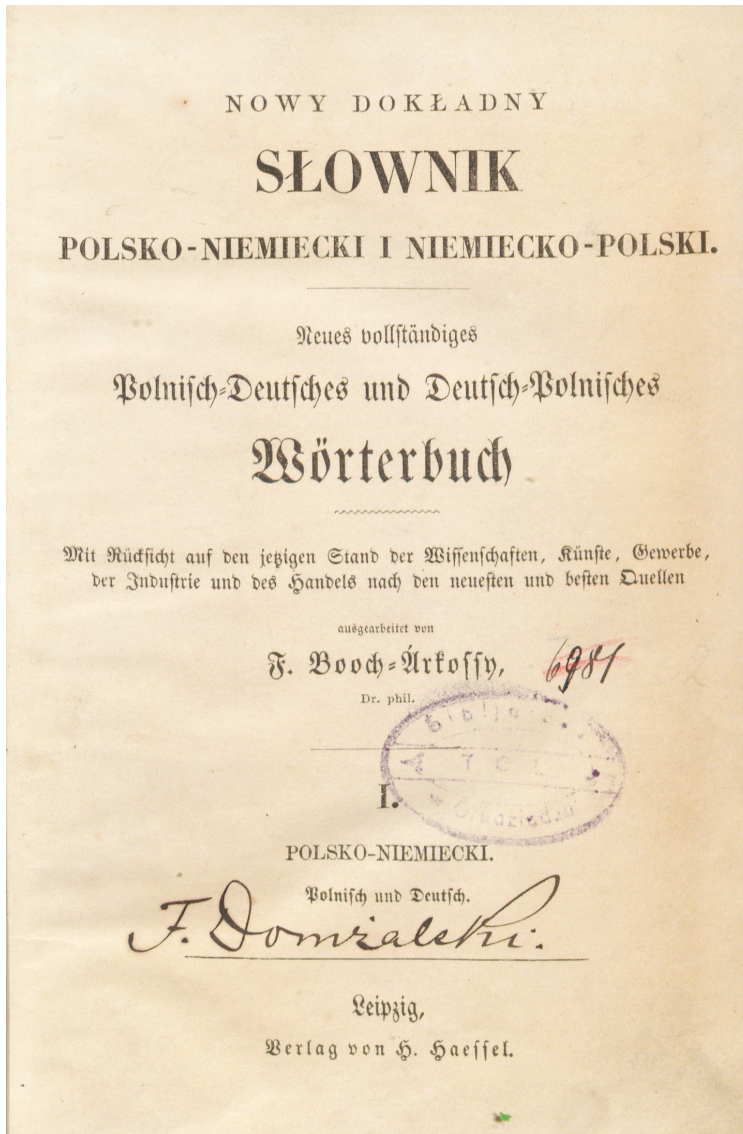 NOWY DOKŁADNY
SŁOWNIK
POLSKO-NIEMIECKI I NIEMIECKO-POLSKI.
Neues vollständiges
Polnisch-Deutsches und Deutsch-Polnisches
Wörterbuch
Mit Rücksicht auf den jetzigen Stand der Wissenschaften, Künste, Gewerbe,
der Industrie und des Handels nach den neuesten und besten Quellen
ausgearbeitet von
F. Booch-Árkossy,
6981
Dr. phil.
T C L
I.
POLSKO-NIEMIECKI.
Polnisch und Deutsch.
F. Domżalski.
Leipzig,
Verlag von H. Haessel.